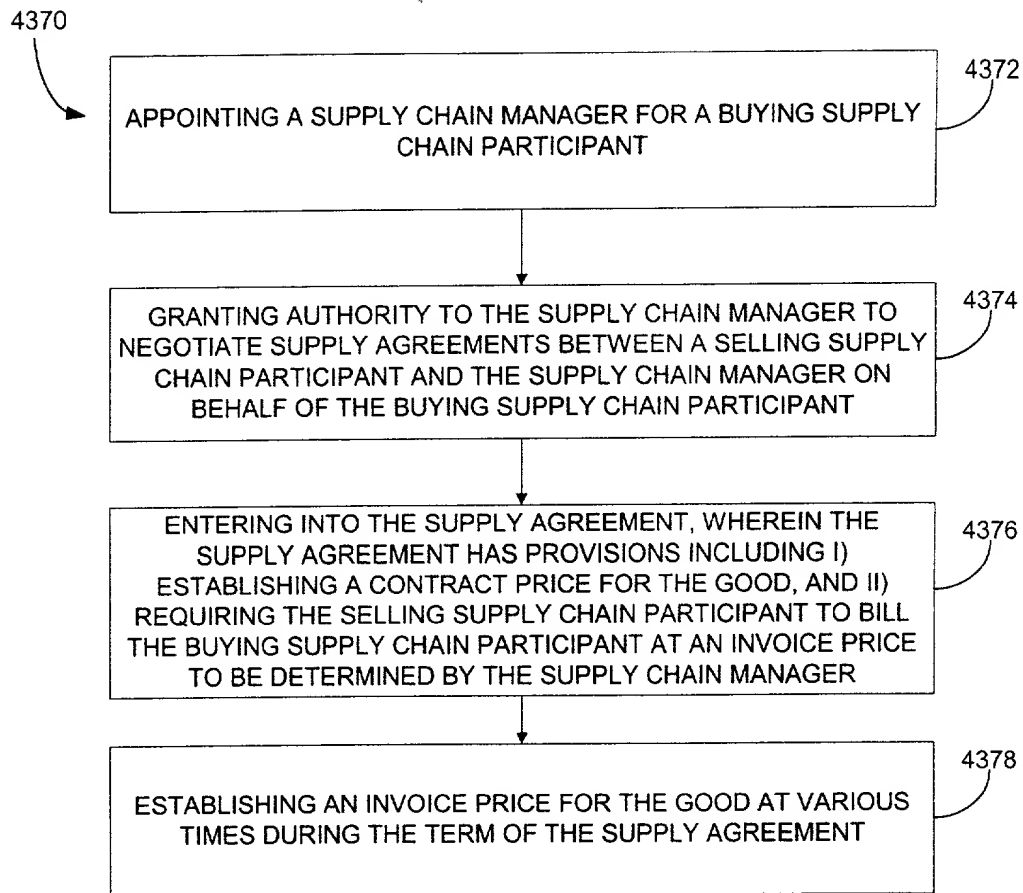 4370
4372
APPOINTING A SUPPLY CHAIN MANAGER FOR A BUYING SUPPLY
CHAIN PARTICIPANT
4374
GRANTING AUTHORITY TO THE SUPPLY CHAIN MANAGER TO
NEGOTIATE SUPPLY AGREEMENTS BETWEEN A SELLING SUPPLY
CHAIN PARTICIPANT AND THE SUPPLY CHAIN MANAGER ON
BEHALF OF THE BUYING SUPPLY CHAIN PARTICIPANT
4376
ENTERING INTO THE SUPPLY AGREEMENT, WHEREIN THE
SUPPLY AGREEMENT HAS PROVISIONS INCLUDING I)
ESTABLISHING A CONTRACT PRICE FOR THE GOOD, AND II)
REQUIRING THE SELLING SUPPLY CHAIN PARTICIPANT TO BILL
THE BUYING SUPPLY CHAIN PARTICIPANT AT AN INVOICE PRICE
TO BE DETERMINED BY THE SUPPLY CHAIN MANAGER
4378
ESTABLISHING AN INVOICE PRICE FOR THE GOOD AT VARIOUS
TIMES DURING THE TERM OF THE SUPPLY AGREEMENT